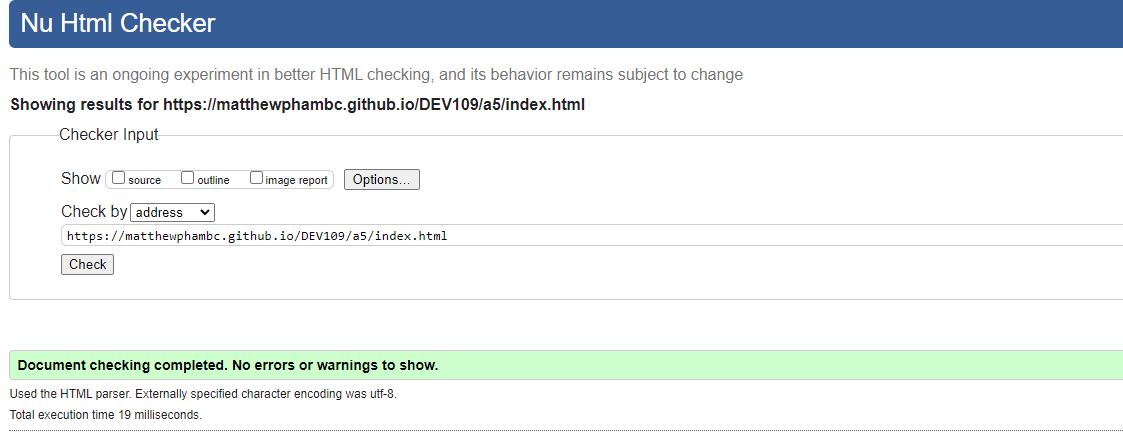 Nu Html Checker
This tool is an ongoing experiment in better HTML checking, and its behavior remains subject to change
Showing results for https://matthewphambc.github.io/DEV109/a5/index.html
Checker Input
Show source outline image report Options...
Check by address
https://matthewphambc.github.io/DEV109/a5/index.html
Check
Document checking completed. No errors or warnings to show.
Used the HTML parser. Externally specified character encoding was utf-8.
Total execution time 19 milliseconds.